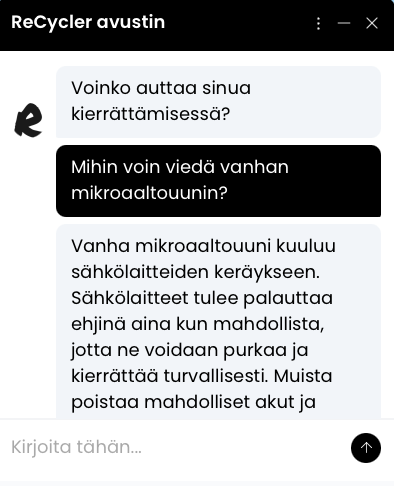 ReCycler avustin
Voinko auttaa sinua
kierrättämisessä?
Mihin voin viedä vanhan
mikroaaltouunin?
Vanha mikroaaltouuni kuuluu
sähkölaitteiden keräykseen.
Sähkölaitteet tulee palauttaa
ehjinä aina kun mahdollista,
jotta ne voidaan purkaa ja
kierrättää turvallisesti. Muista
poistaa mahdolliset akut ja
Kirjoita tähän...